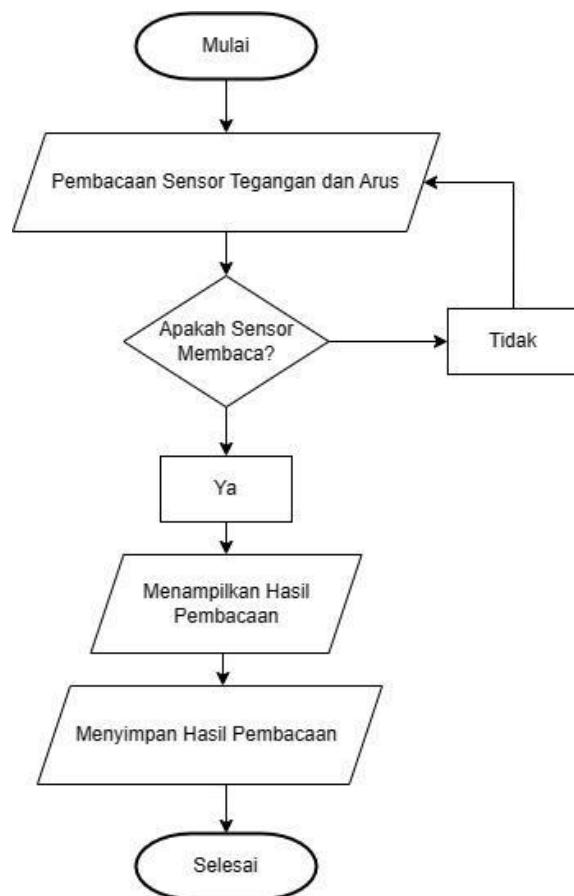 Mulai
Pembacaan Sensor Tegangan dan Arus
Apakah Sensor
Membaca?
Tidak
Ya
Menampilkan Hasil
Pembacaan
Menyimpan Hasil Pembacaan
Selesai